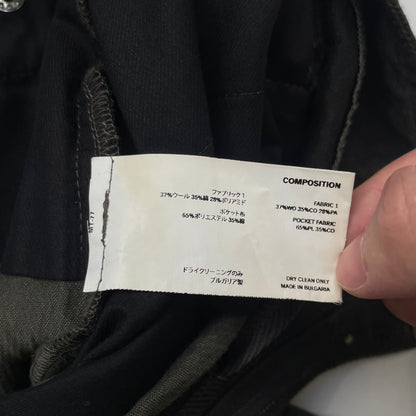 COMPOSITION
FABRIC 1
37%WO 35%CO 28%PA
POCKET FABRIC
65%PL 35%CO
DRY CLEAN ONLY
MADE IN BULGARIA
ファブリック 1
37%ウール 35%綿 28%ポリアミド
ポケット布
65%ポリエステル 35%綿
ドライクリーニングのみ
ブルガリア製
MT-77